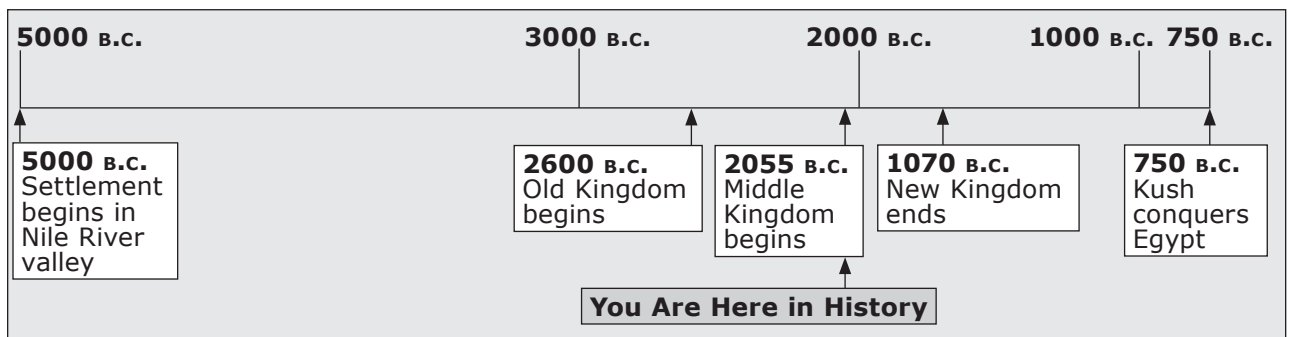 5000 B.C. 3000 B.C. 2000 B.C. 1000 B.C. 750 B.C.
5000 B.C.
Settlement
begins in
Nile River
valley
2600 B.C.
Old Kingdom
begins
2055 B.C.
Middle
Kingdom
begins
1070 B.C.
New Kingdom
ends
750 B.C.
Kush
conquers
Egypt
You Are Here in History